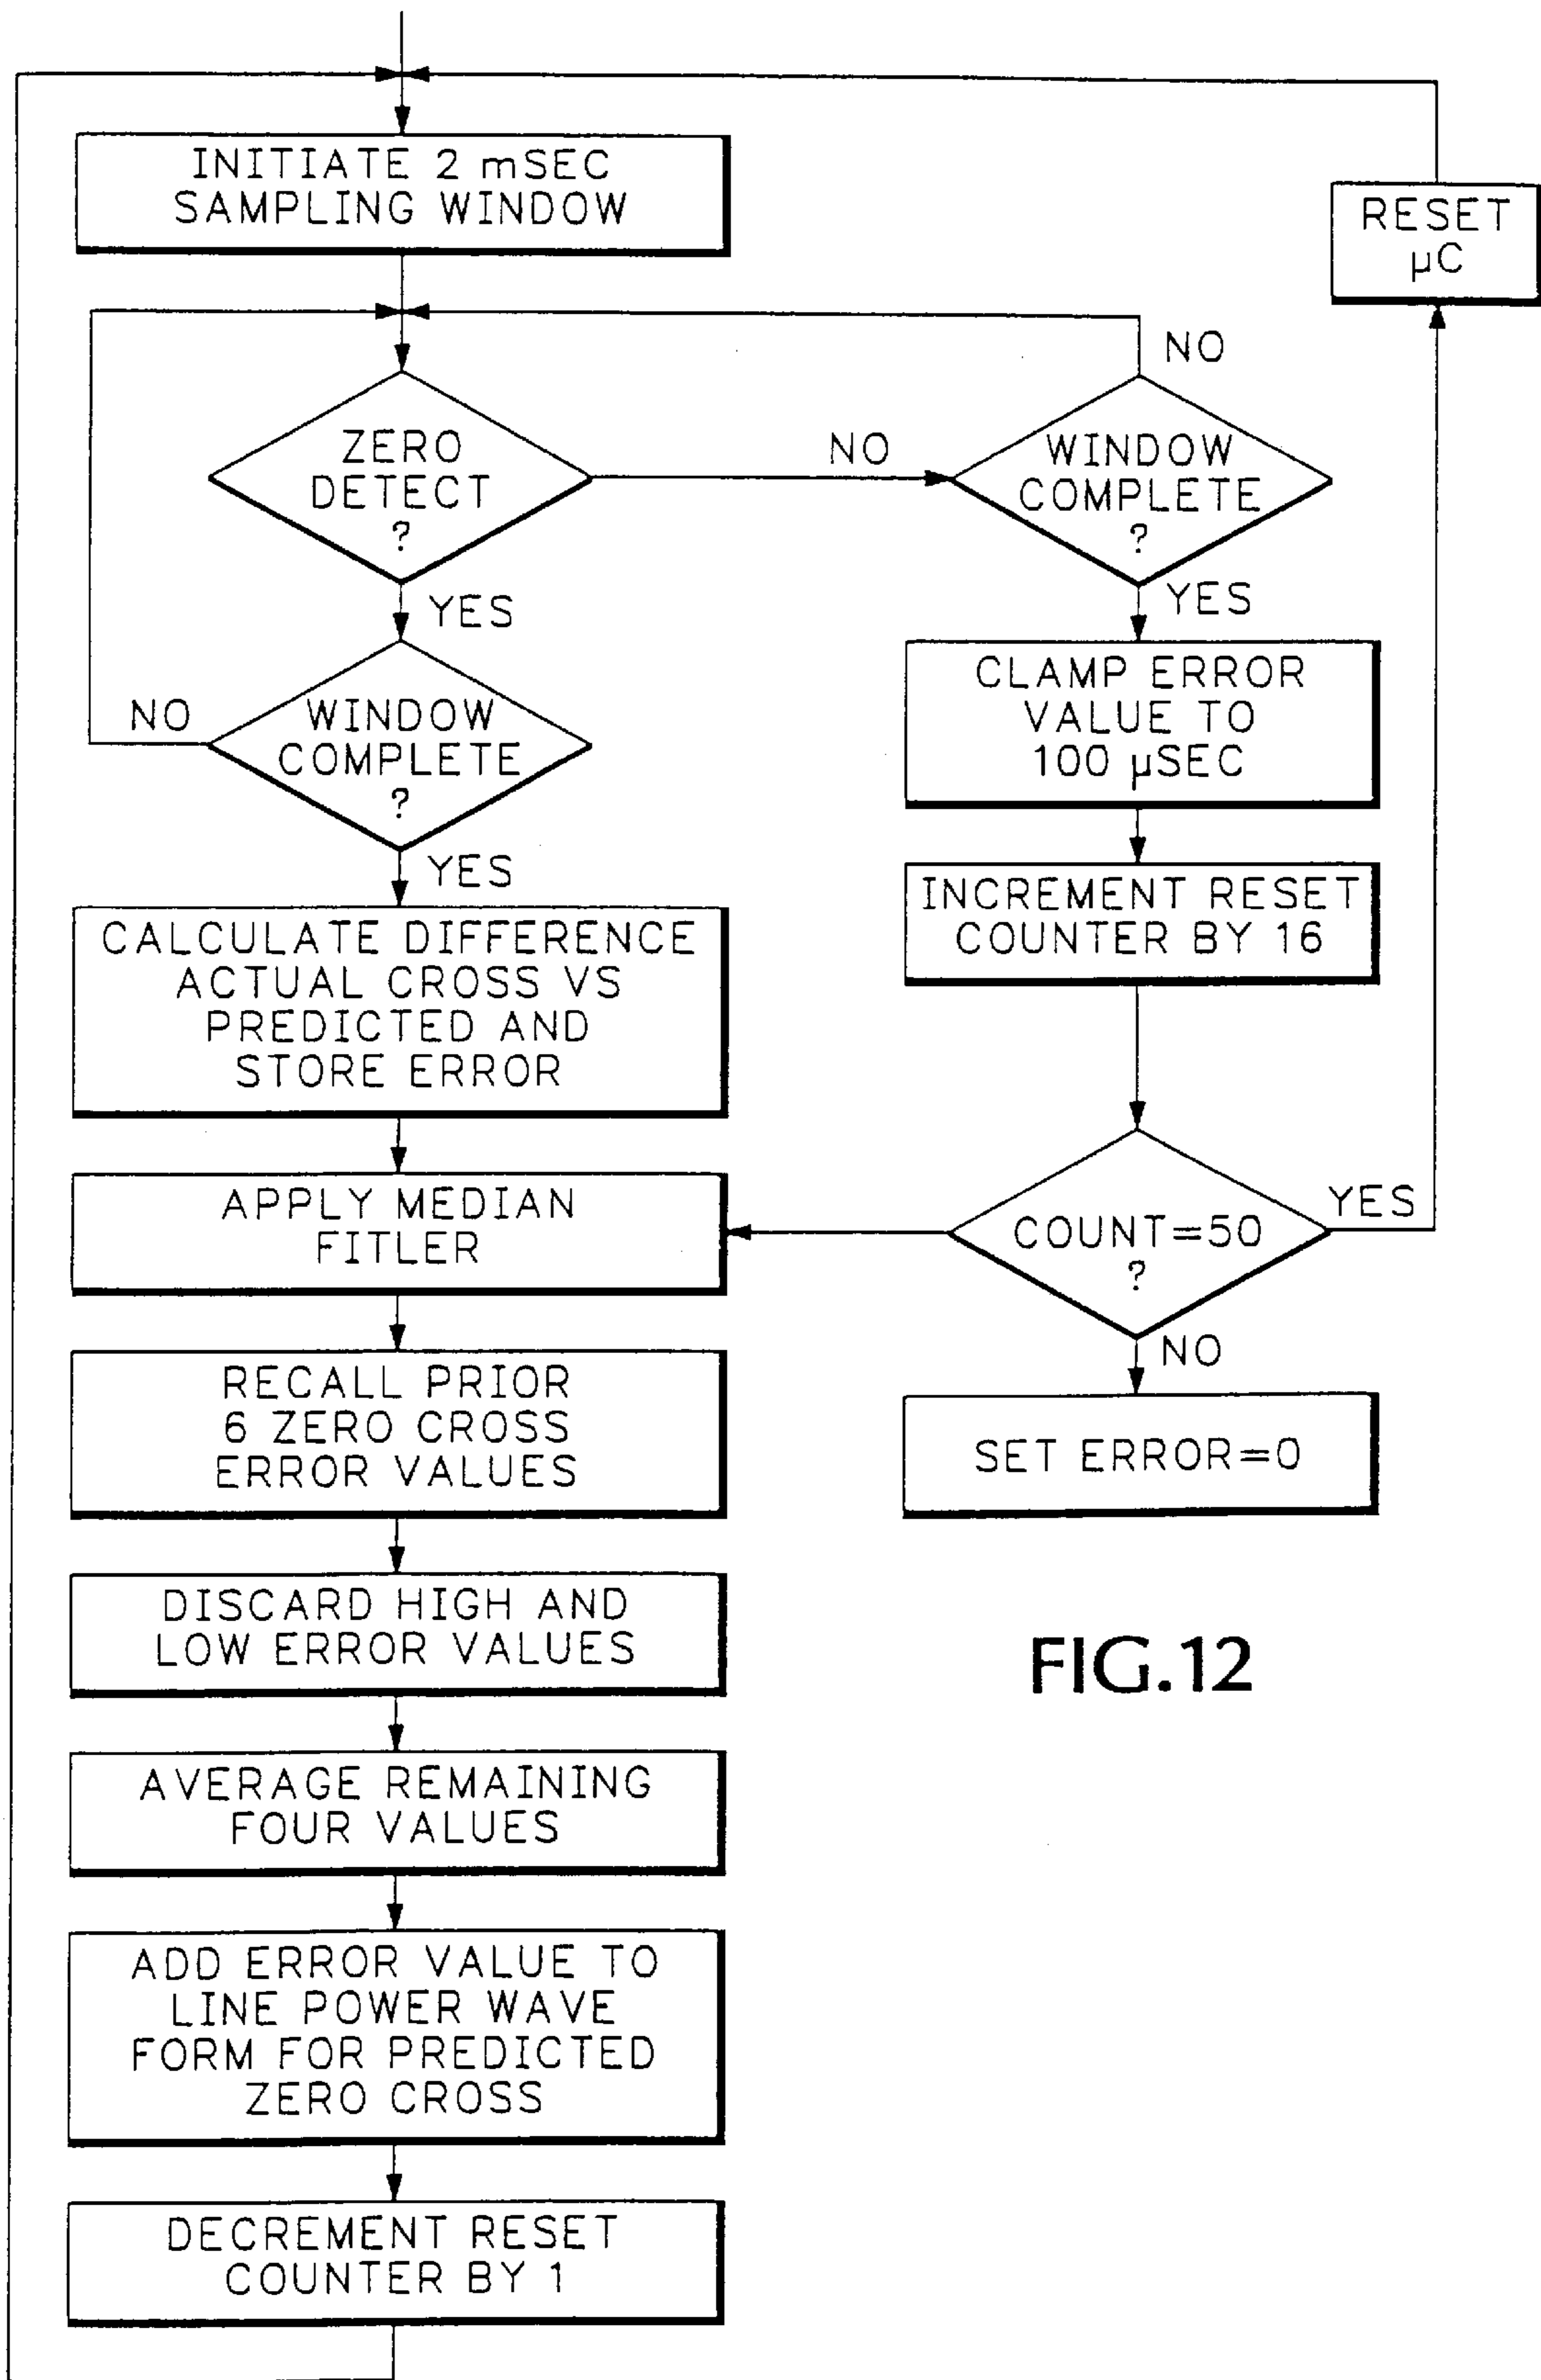 INITIATE 2 mSEC
SAMPLING WINDOW
RESET
µC
ZERO
DETECT
?
NO
WINDOW
COMPLETE
?
NO
YES
WINDOW
COMPLETE
?
NO
YES
CLAMP ERROR
VALUE TO
100 µSEC
INCREMENT RESET
COUNTER BY 16
YES
CALCULATE DIFFERENCE
ACTUAL CROSS VS
PREDICTED AND
STORE ERROR
APPLY MEDIAN
FITLER
COUNT=50
?
YES
NO
SET ERROR=0
RECALL PRIOR
6 ZERO CROSS
ERROR VALUES
DISCARD HIGH AND
LOW ERROR VALUES
AVERAGE REMAINING
FOUR VALUES
ADD ERROR VALUE TO
LINE POWER WAVE
FORM FOR PREDICTED
ZERO CROSS
DECREMENT RESET
COUNTER BY 1
FIG.12